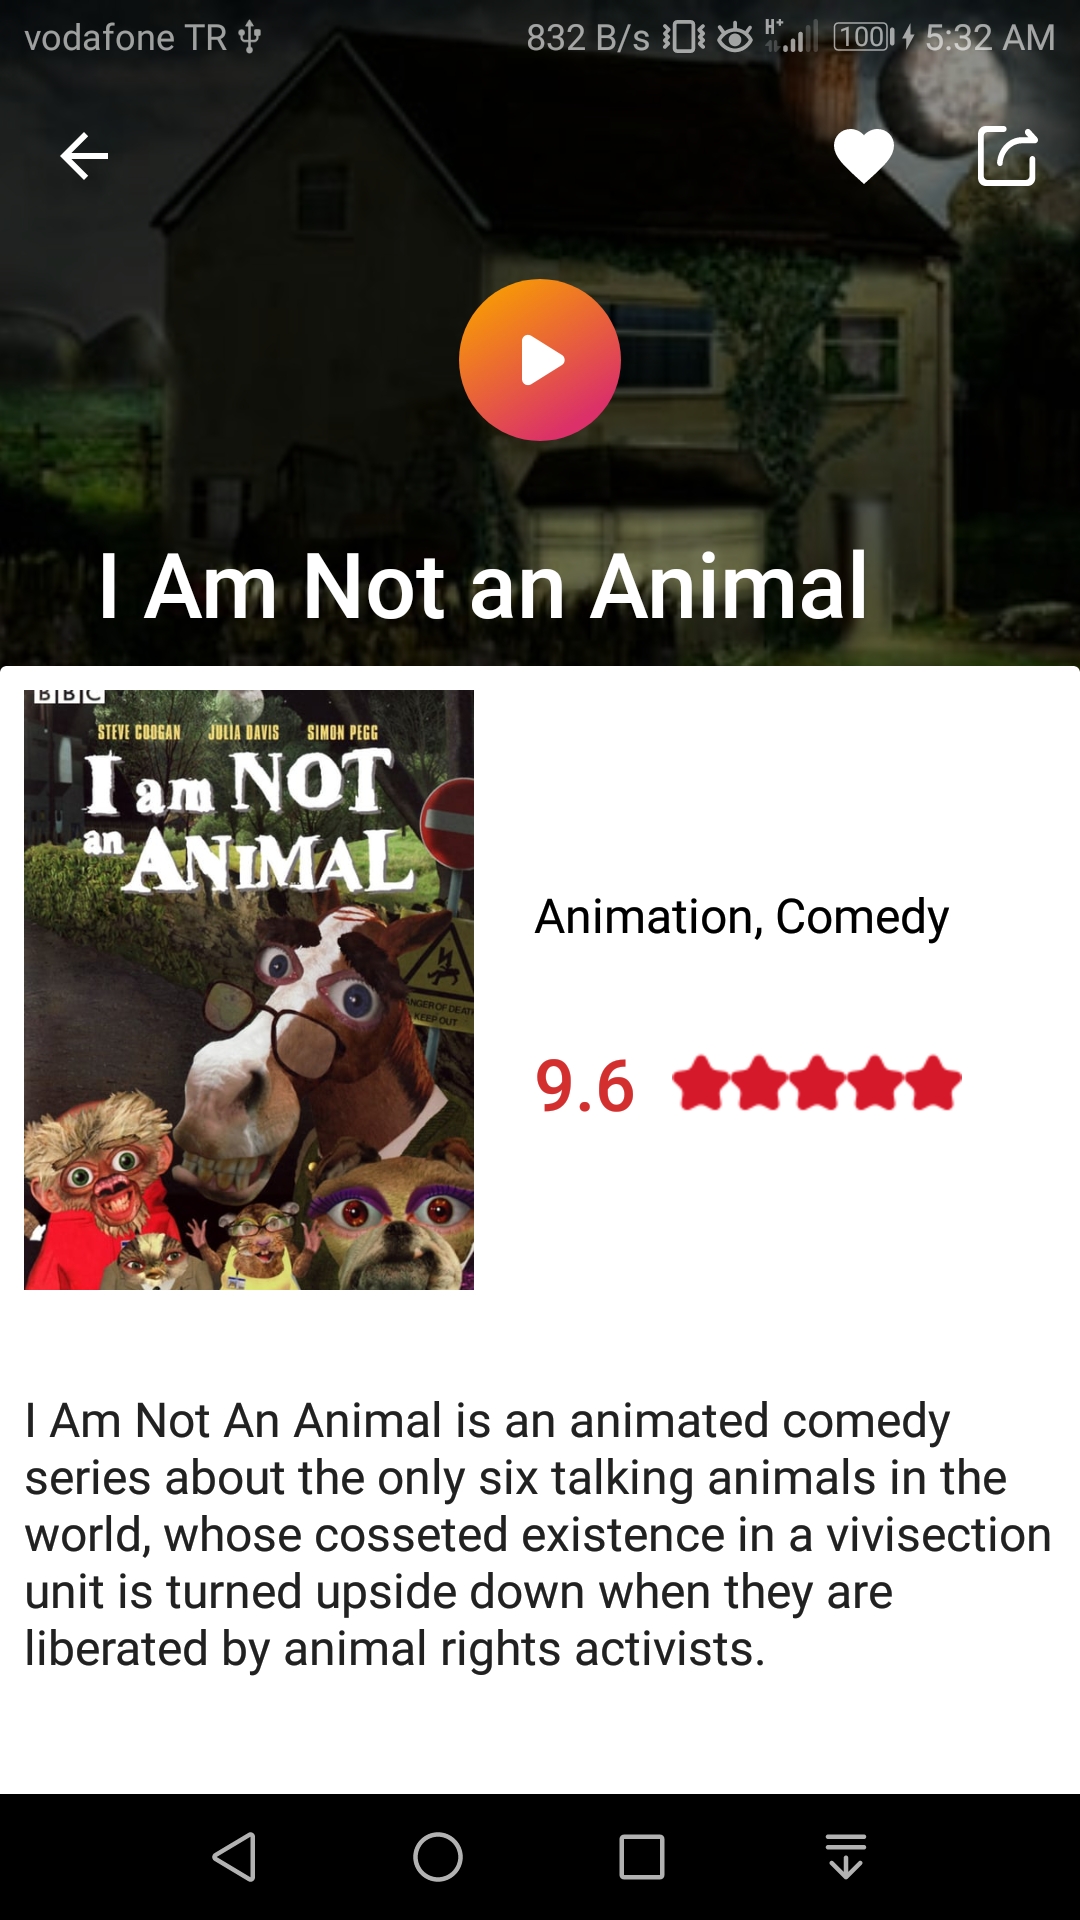 vodafone TR 832 B/s H+ 100 5:32 AM
I Am Not an Animal
BBC
STEVE COOGAN JULIA DAVIS SIMON PEGG
I am NOT
an ANIMAL
DANGER OF DEATH
KEEP OUT
Animation, Comedy
9.6
I Am Not An Animal is an animated comedy
series about the only six talking animals in the
world, whose cosseted existence in a vivisection
unit is turned upside down when they are
liberated by animal rights activists.